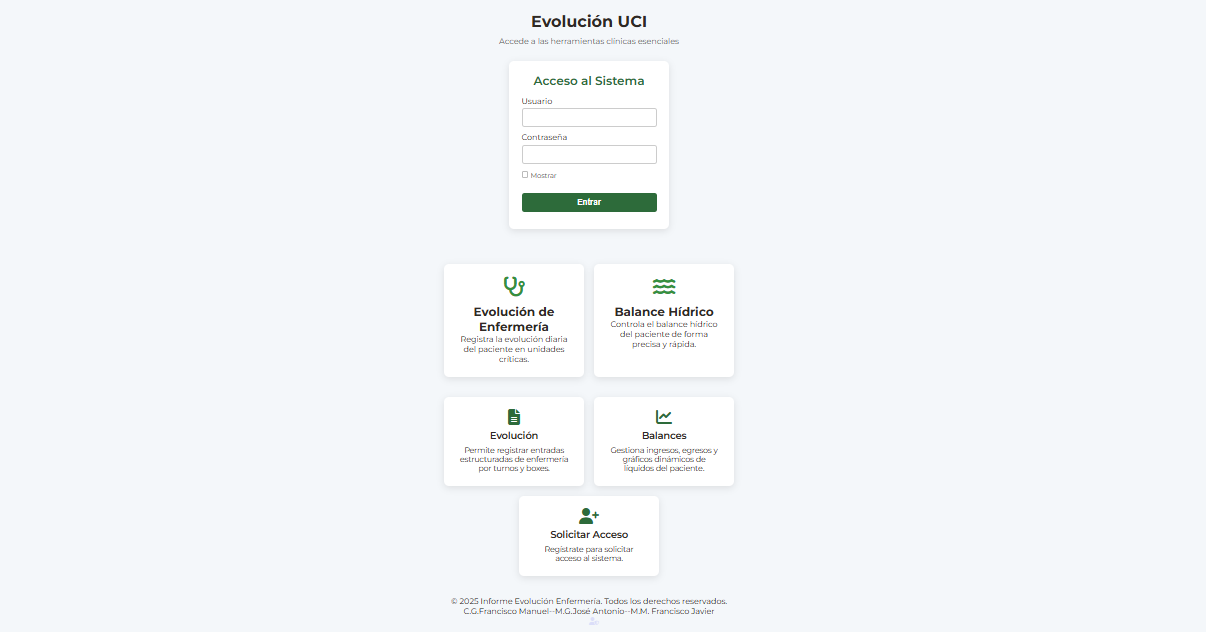 Evolución UCI
Accede a las herramientas clínicas esenciales
Acceso al Sistema
Usuario
Contraseña
Mostrar
Entrar
Evolución de
Enfermería
Registra la evolución diaria
del paciente en unidades
críticas.
Balance Hídrico
Controla el balance hídrico
del paciente de forma
precisa y rápida.
Evolución
Permite registrar entradas
estructuradas de enfermería
por turnos y boxes.
Balances
Gestiona ingresos, egresos y
gráficos dinámicos de
líquidos del paciente.
Solicitar Acceso
Regístrate para solicitar
acceso al sistema.
© 2025 Informe Evolución Enfermería. Todos los derechos reservados.
C.G.Francisco Manuel--M.G.José Antonio--M.M. Francisco Javier